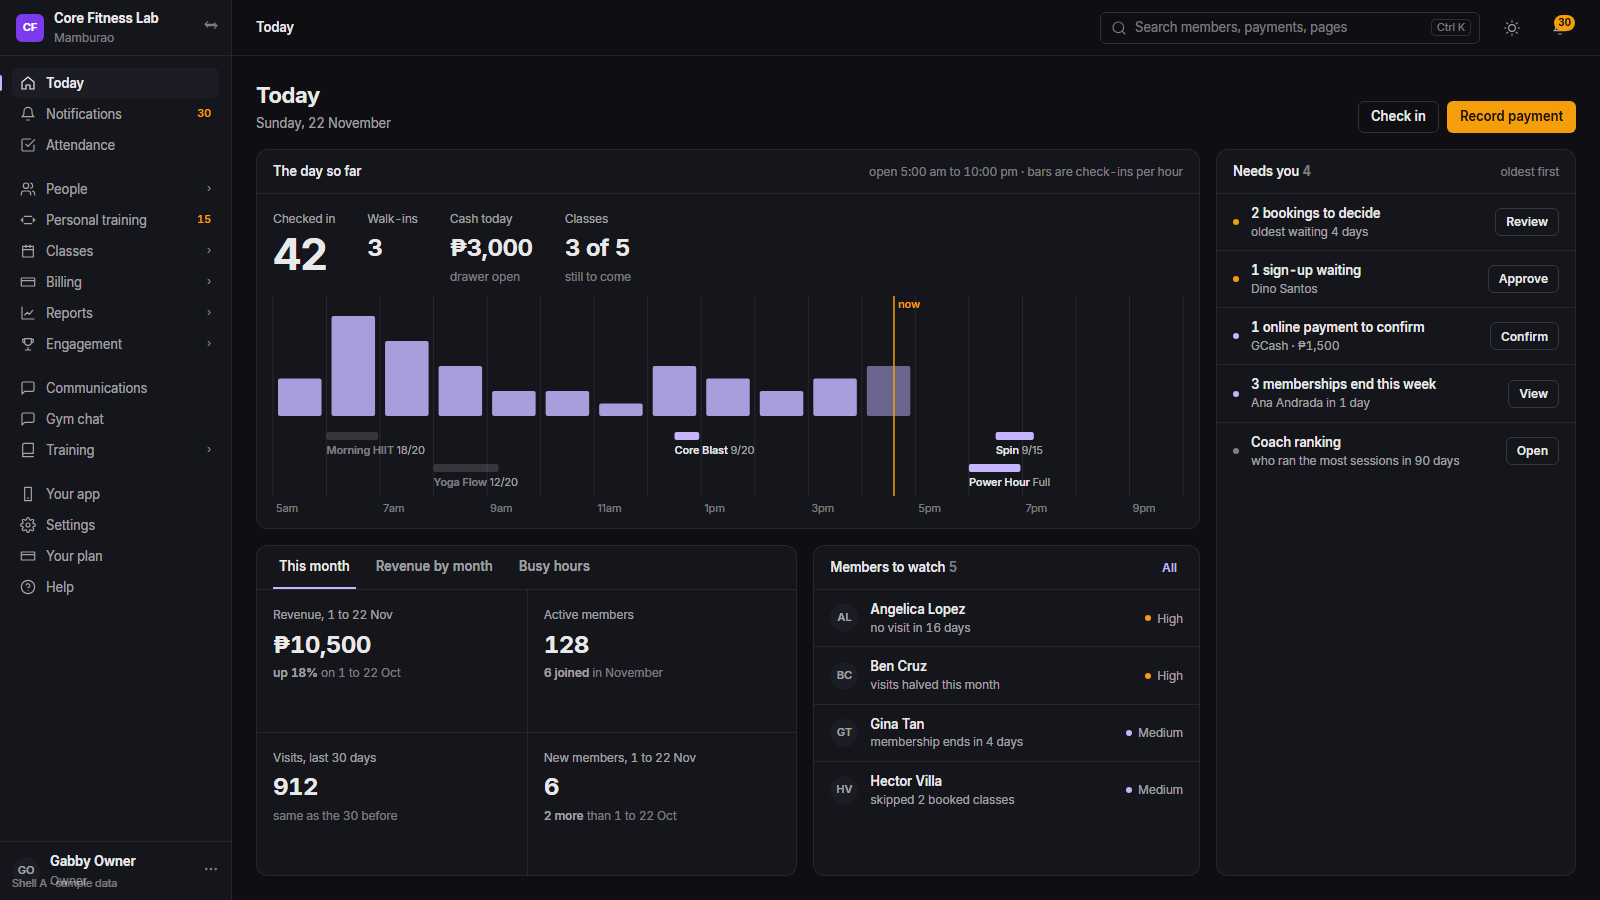 CF
Core Fitness Lab
Mamburao
Today
Notifications 30
Attendance
People
Personal training 15
Classes
Billing
Reports
Engagement
Communications
Gym chat
Training
Your app
Settings
Your plan
Help
GO
Gabby Owner
Owner
Shell A · sample data
Today
Search members, payments, pages
Ctrl K
30
Today
Sunday, 22 November
Check in
Record payment
The day so far
open 5:00 am to 10:00 pm · bars are check-ins per hour
Checked in
42
Walk-ins
3
Cash today
₱3,000
drawer open
Classes
3 of 5
still to come
now
Morning HIIT 18/20
Core Blast 9/20
Spin 9/15
Yoga Flow 12/20
Power Hour Full
5am 7am 9am 11am 1pm 3pm 5pm 7pm 9pm
Needs you 4
oldest first
2 bookings to decide
oldest waiting 4 days
Review
1 sign-up waiting
Dino Santos
Approve
1 online payment to confirm
GCash · ₱1,500
Confirm
3 memberships end this week
Ana Andrada in 1 day
View
Coach ranking
who ran the most sessions in 90 days
Open
This month
Revenue by month
Busy hours
Revenue, 1 to 22 Nov
₱10,500
up 18% on 1 to 22 Oct
Active members
128
6 joined in November
Visits, last 30 days
912
same as the 30 before
New members, 1 to 22 Nov
6
2 more than 1 to 22 Oct
Members to watch 5
All
AL
Angelica Lopez
no visit in 16 days
High
BC
Ben Cruz
visits halved this month
High
GT
Gina Tan
membership ends in 4 days
Medium
HV
Hector Villa
skipped 2 booked classes
Medium